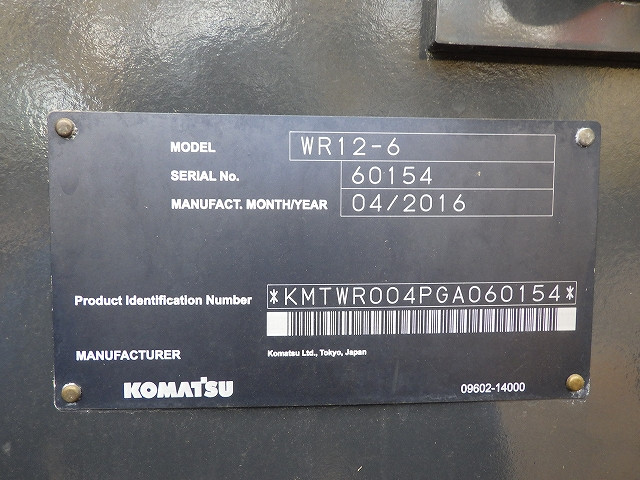 MODEL WR12-6
SERIAL No. 60154
MANUFACT. MONTH/YEAR 04/2016
Product Identification Number *KMTWR004PGA060154*
MANUFACTURER Komatsu Ltd., Tokyo, Japan
KOMATSU 09602-14000